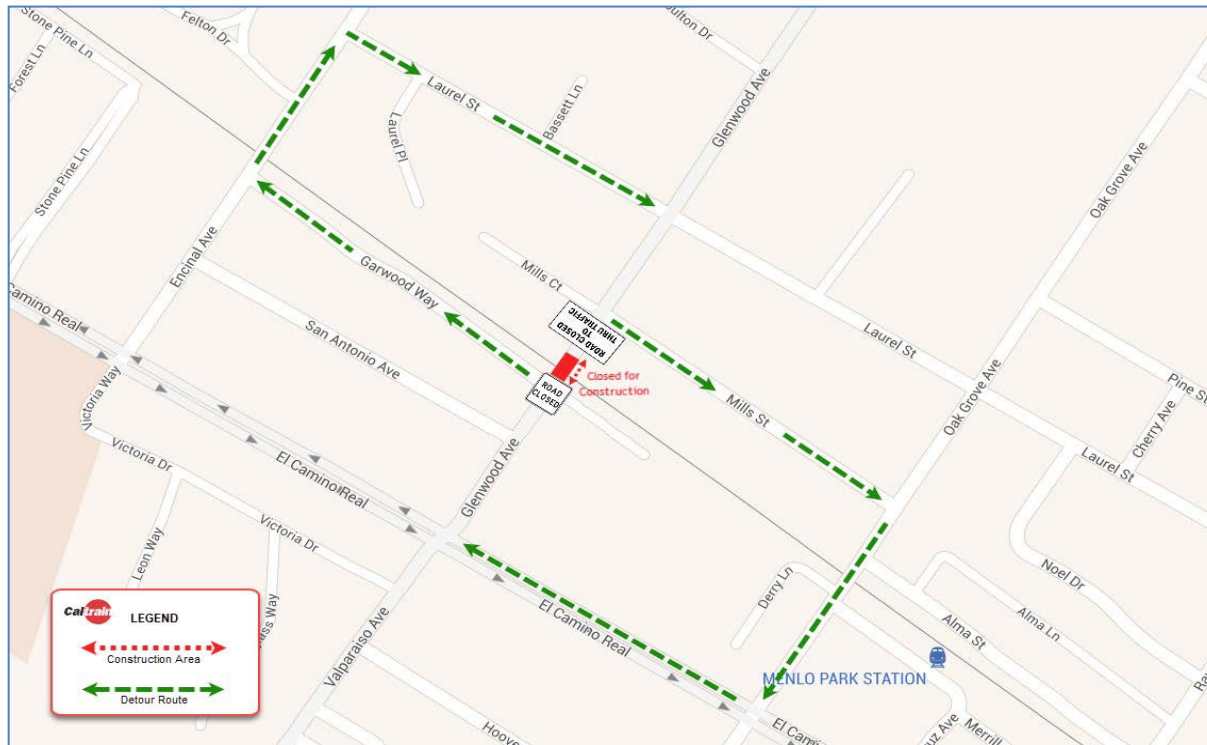 Stone Pine Ln
Felton Dr
Forest Ln
Stone Pine Ln
Laurel St
Bassett Ln
Laurel Pl
Glenwood Ave
Oak Grove Ave
Encinal Ave
Garwood Way
Mills Ct
ROAD CLOSED
TO
THRU TRAFFIC
Camino Real
San Antonio Ave
Closed for
Construction
ROAD
CLOSED
Laurel St
Pine St
Mills St
Oak Grove Ave
Cherry Ave
Victoria Way
Victoria Dr
El Camino Real
Glenwood Ave
Laurel St
Leon Way
Victoria Dr
Derry Ln
Noel Dr
El Camino Real
Alma St
Alma Ln
Valparaiso Ave
MENLO PARK STATION
El Camino
Caltrain
LEGEND
Construction Area
Detour Route